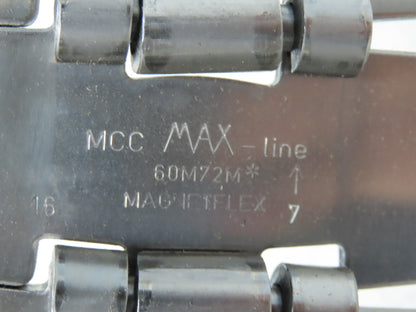 MCC MAX-line
60M72M* ↑
16 MAGNETFLEX 7